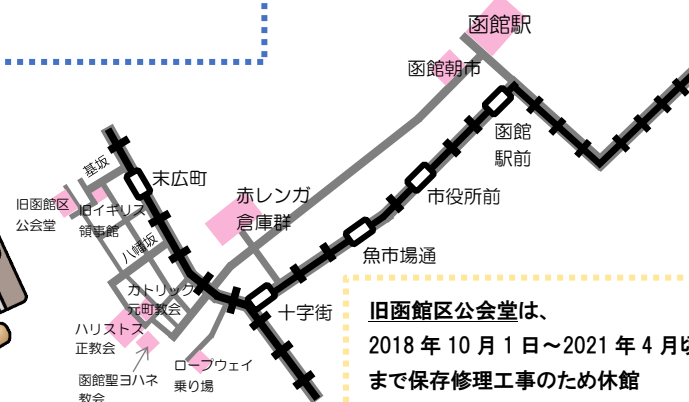 函館駅
函館朝市
函館
駅前
市役所前
魚市場通
十字街
末広町
赤レンガ
倉庫群
基坂
旧函館区
公会堂
旧イギリス
領事館
八幡坂
カトリック
元町教会
ハリストス
正教会
函館聖ヨハネ
教会
ロープウェイ
乗り場
旧函館区公会堂は、
2018 年 10 月 1 日~2021 年 4 月頃
まで保存修理工事のため休館